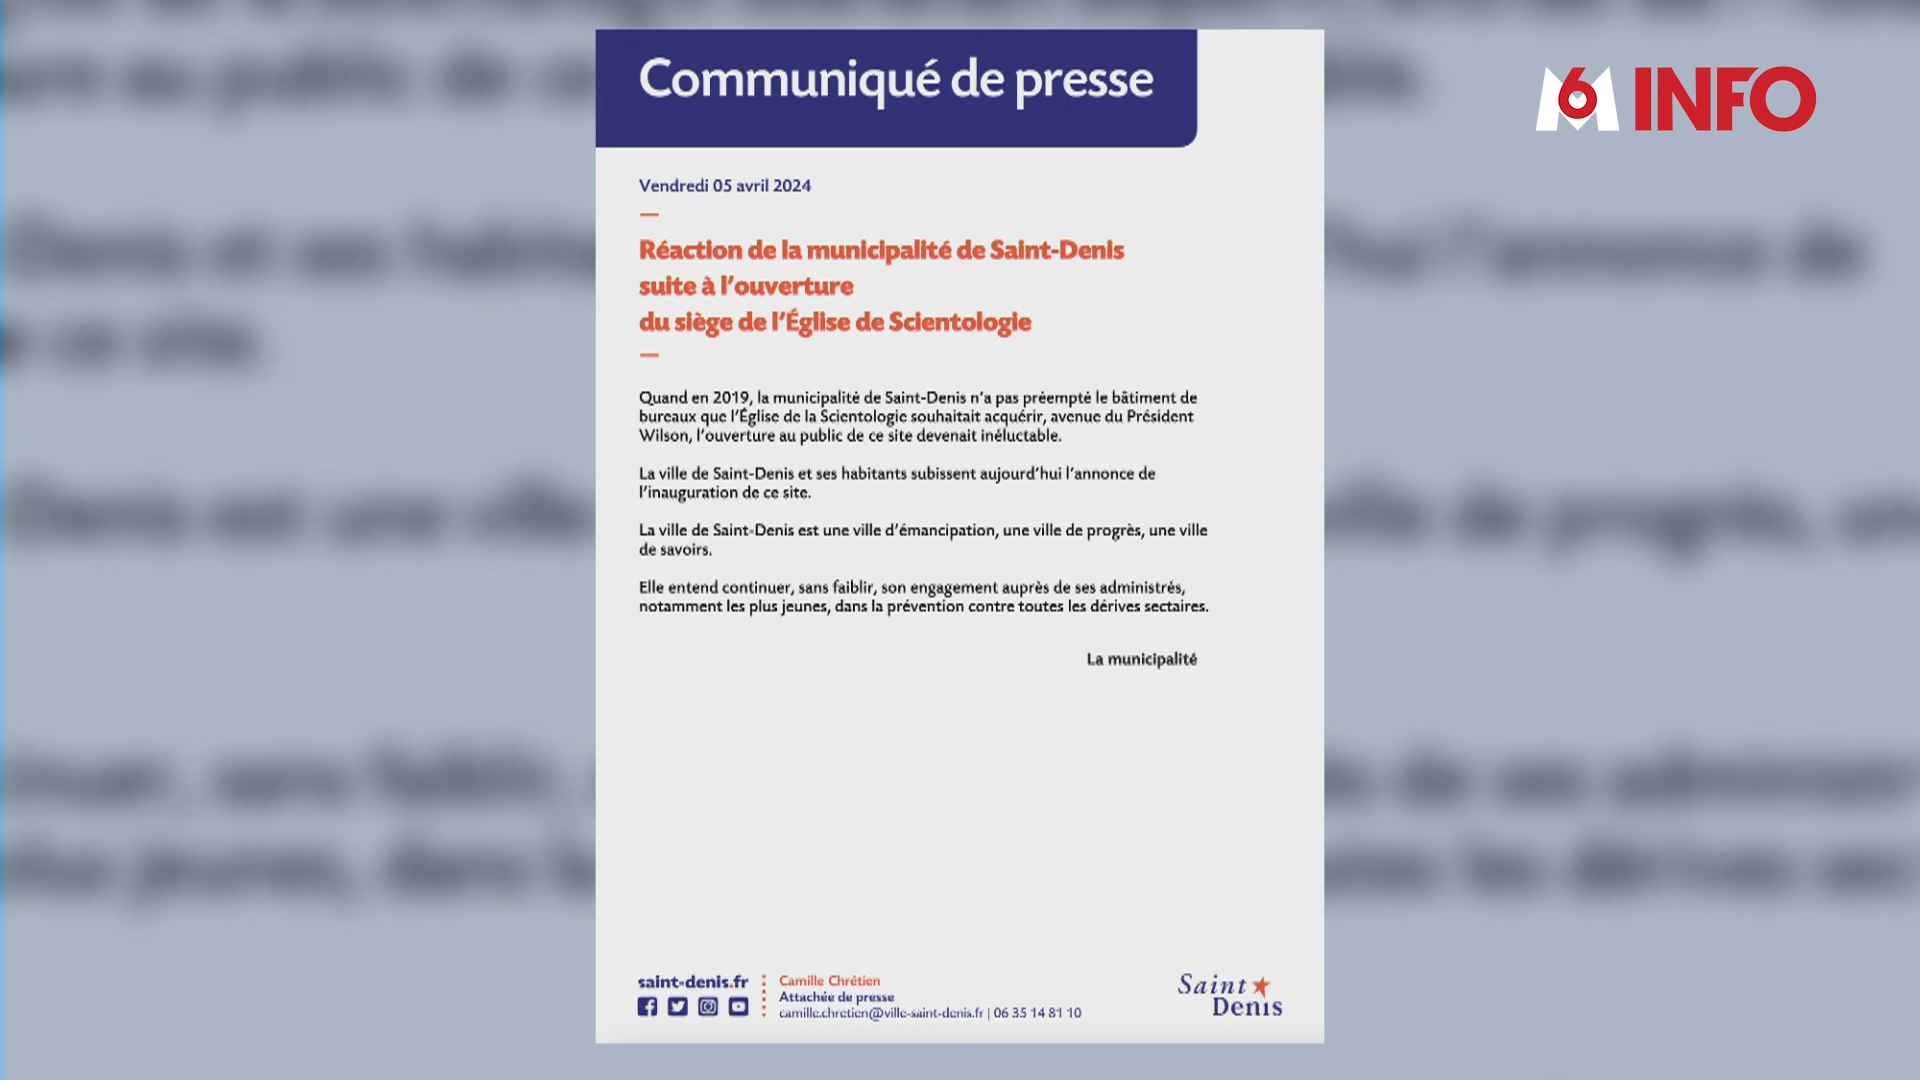 Communiqué de presse
M6 INFO
Vendredi 05 avril 2024
Réaction de la municipalité de Saint-Denis
suite à l'ouverture
du siège de l'Église de Scientologie
Quand en 2019, la municipalité de Saint-Denis n'a pas préempté le bâtiment de
bureaux que l'Église de la Scientologie souhaitait acquérir, avenue du Président
Wilson, l'ouverture au public de ce site devenait inéluctable.
La ville de Saint-Denis et ses habitants subissent aujourd'hui l'annonce de
l'inauguration de ce site.
La ville de Saint-Denis est une ville d'émancipation, une ville de progrès, une ville
de savoirs.
Elle entend continuer, sans faiblir, son engagement auprès de ses administrés,
notamment les plus jeunes, dans la prévention contre toutes les dérives sectaires.
La municipalité
saint-denis.fr
Camille Chrétien
Attachée de presse
camille.chretien@ville-saint-denis.fr | 06 35 14 81 10
Saint
Denis